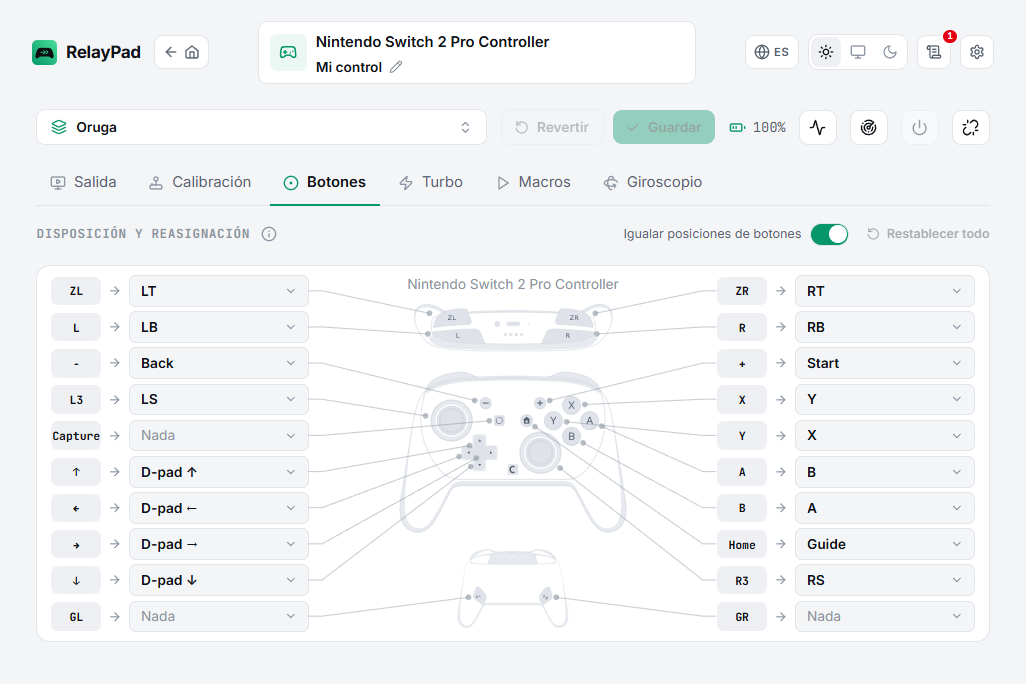 RelayPad
Nintendo Switch 2 Pro Controller
Mi control
ES
1
Oruga
Revertir
Guardar
100%
Salida
Calibración
Botones
Turbo
Macros
Giroscopio
DISPOSICIÓN Y REASIGNACIÓN
Igualar posiciones de botones
Restablecer todo
Nintendo Switch 2 Pro Controller
ZL → LT
L → LB
- → Back
L3 → LS
Capture → Nada
↑ → D-pad ↑
← → D-pad ←
→ → D-pad →
↓ → D-pad ↓
GL → Nada
ZL
ZR
L
R
X
Y
A
B
C
ZR → RT
R → RB
+ → Start
X → Y
Y → X
A → B
B → A
Home → Guide
R3 → RS
GR → Nada